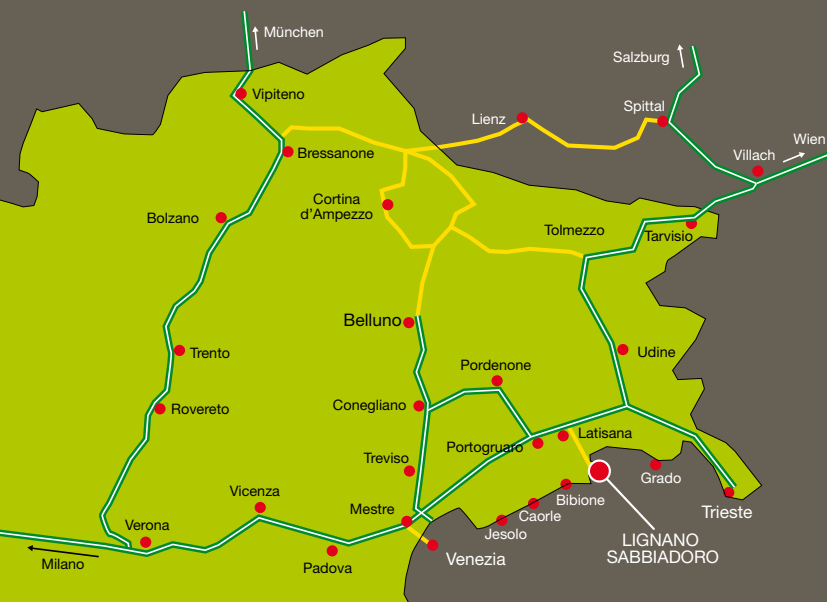 München
Salzburg
Vipiteno
Spittal
Lienz
Wien
Villach
Bressanone
Cortina
d'Ampezzo
Bolzano
Tolmezzo
Tarvisio
Belluno
Trento
Udine
Pordenone
Rovereto
Conegliano
Latisana
Portogruaro
Treviso
Grado
Vicenza
Bibione
Mestre
Caorle
Trieste
Verona
Jesolo
LIGNANO
SABBIADORO
Venezia
Milano
Padova